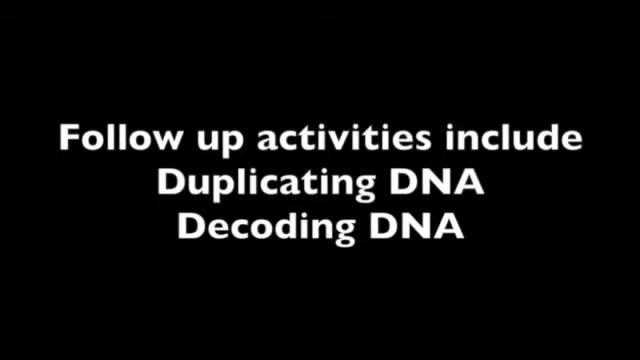 Follow up activities include
Duplicating DNA
Decoding DNA